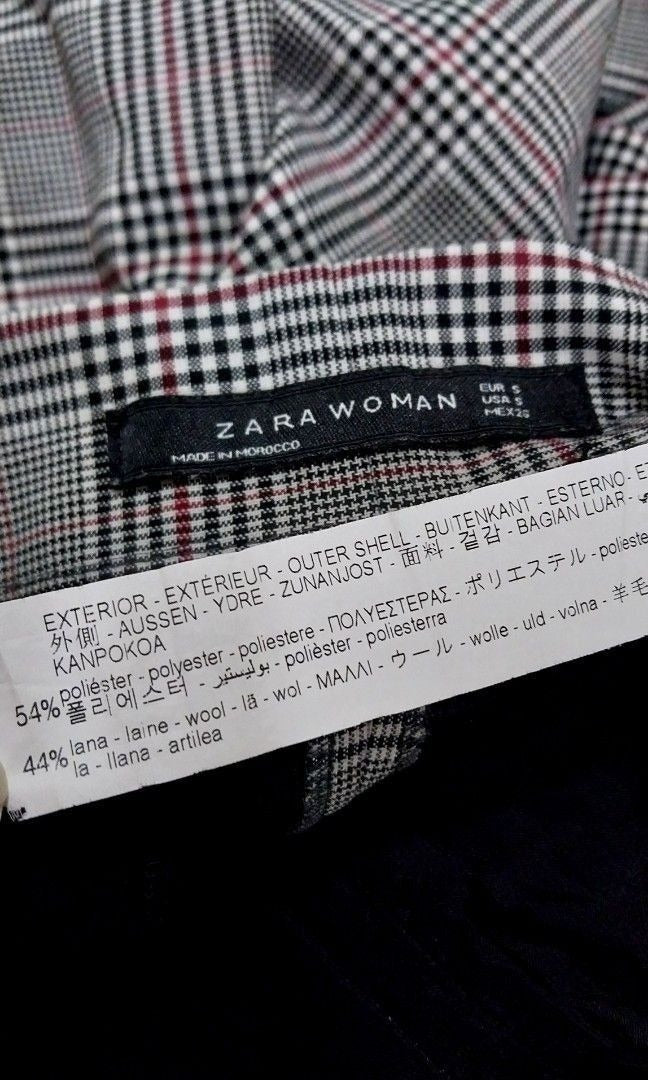 ZARA WOMAN
MADE IN MOROCCO
EUR S
USA S
MEX 26
EXTERIOR - EXTÉRIEUR - OUTER SHELL - BUITENKANT - ESTERNO -
外側 - AUSSEN - YDRE - ZUNANJOST - 面料 - 겉감 - BAGIAN LUAR -
KANPOKOA
54% poliéster - polyester - poliestere - ΠΟΛΥΕΣΤΕΡΑΣ - ポリエステル -
폴리에스터 - بوليستير - polièster - poliesterra
44% lana - laine - wool - lã - wol - ΜΑΛΛΙ - ウール - wolle - uld - volna - 羊毛
la - llana - artilea